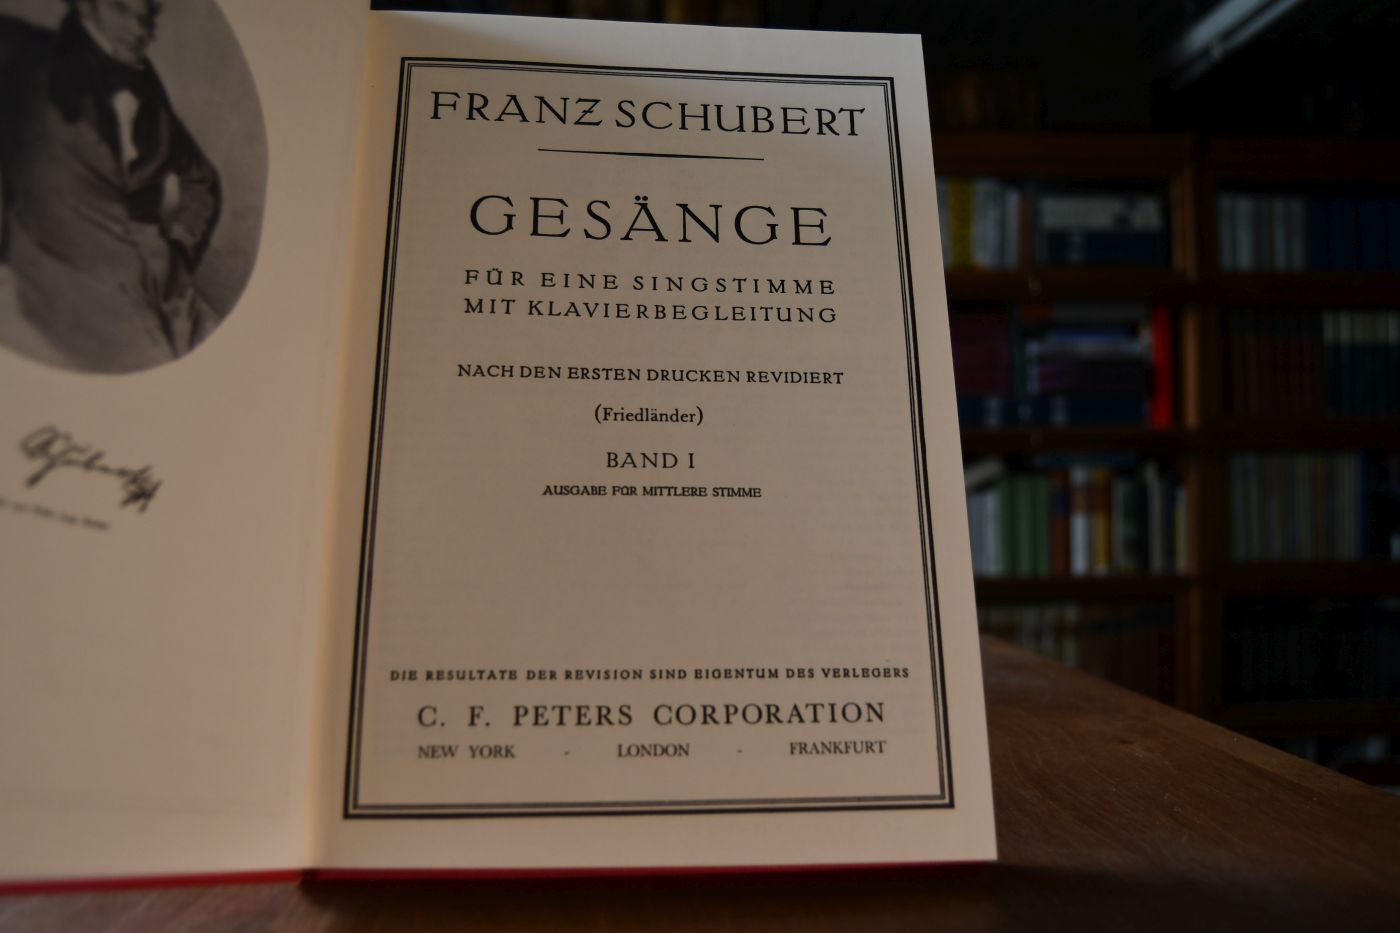 FRANZ SCHUBERT
GESÄNGE
FÜR EINE SINGSTIMME
MIT KLAVIERBEGLEITUNG
NACH DEN ERSTEN DRUCKEN REVIDIERT
(Friedländer)
BAND I
AUSGABE FÜR MITTLERE STIMME
DIE RESULTATE DER REVISION SIND EIGENTUM DES VERLEGERS
C. F. PETERS CORPORATION
NEW YORK - LONDON - FRANKFURT